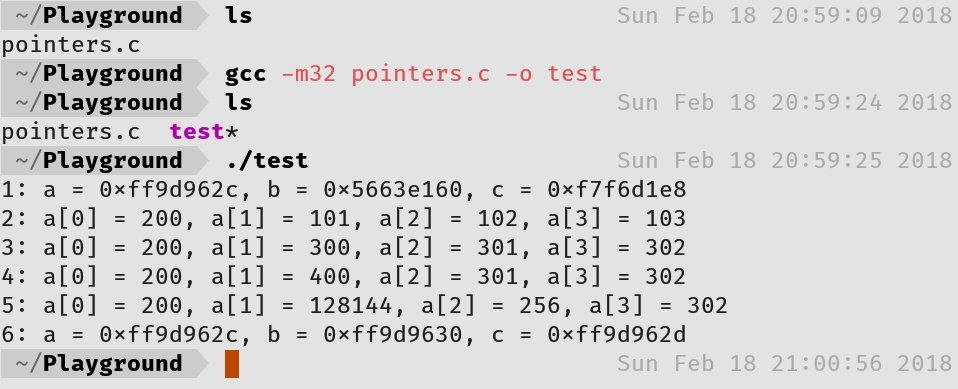 ~/Playground ls Sun Feb 18 20:59:09 2018
pointers.c
~/Playground gcc -m32 pointers.c -o test
~/Playground ls Sun Feb 18 20:59:24 2018
pointers.c  test*
~/Playground ./test Sun Feb 18 20:59:25 2018
1: a = 0×ff9d962c, b = 0×5663e160, c = 0×f7f6d1e8
2: a[0] = 200, a[1] = 101, a[2] = 102, a[3] = 103
3: a[0] = 200, a[1] = 300, a[2] = 301, a[3] = 302
4: a[0] = 200, a[1] = 400, a[2] = 301, a[3] = 302
5: a[0] = 200, a[1] = 128144, a[2] = 256, a[3] = 302
6: a = 0×ff9d962c, b = 0×ff9d9630, c = 0×ff9d962d
~/Playground Sun Feb 18 21:00:56 2018